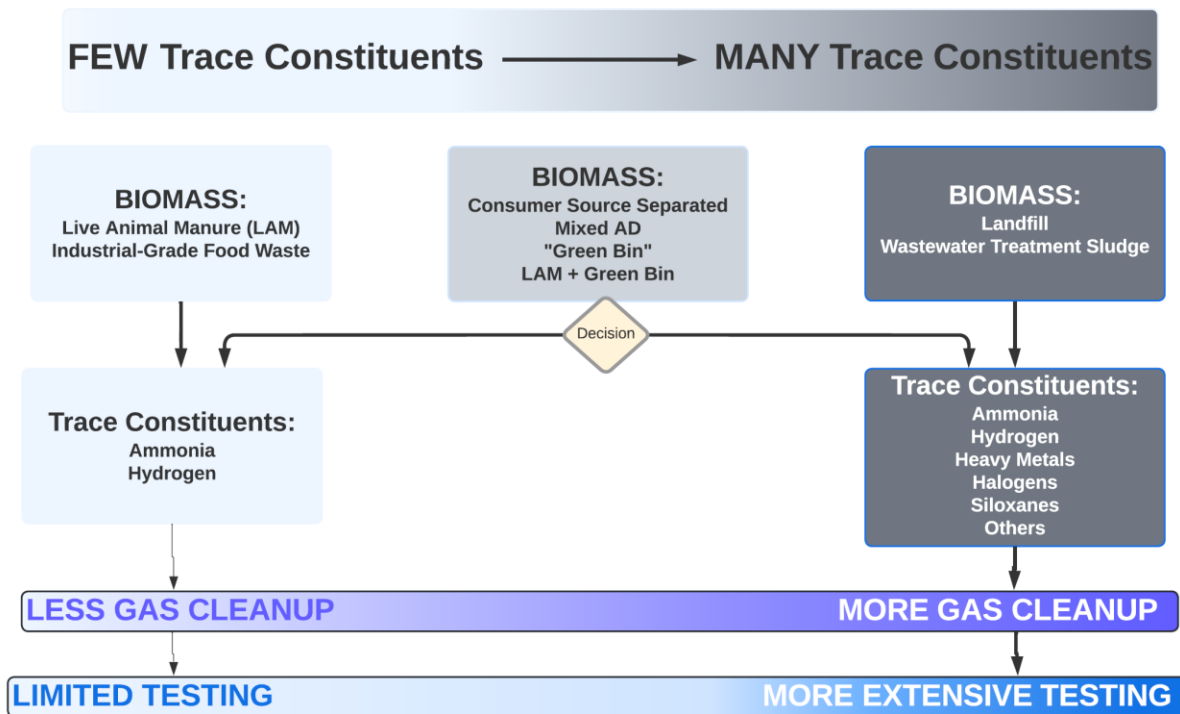 FEW Trace Constituents
MANY Trace Constituents
BIOMASS:
Live Animal Manure (LAM)
Industrial-Grade Food Waste
BIOMASS:
Consumer Source Separated
Mixed AD
"Green Bin"
LAM + Green Bin
BIOMASS:
Landfill
Wastewater Treatment Sludge
Decision
Trace Constituents:
Ammonia
Hydrogen
Trace Constituents:
Ammonia
Hydrogen
Heavy Metals
Halogens
Siloxanes
Others
LESS GAS CLEANUP
MORE GAS CLEANUP
LIMITED TESTING
MORE EXTENSIVE TESTING